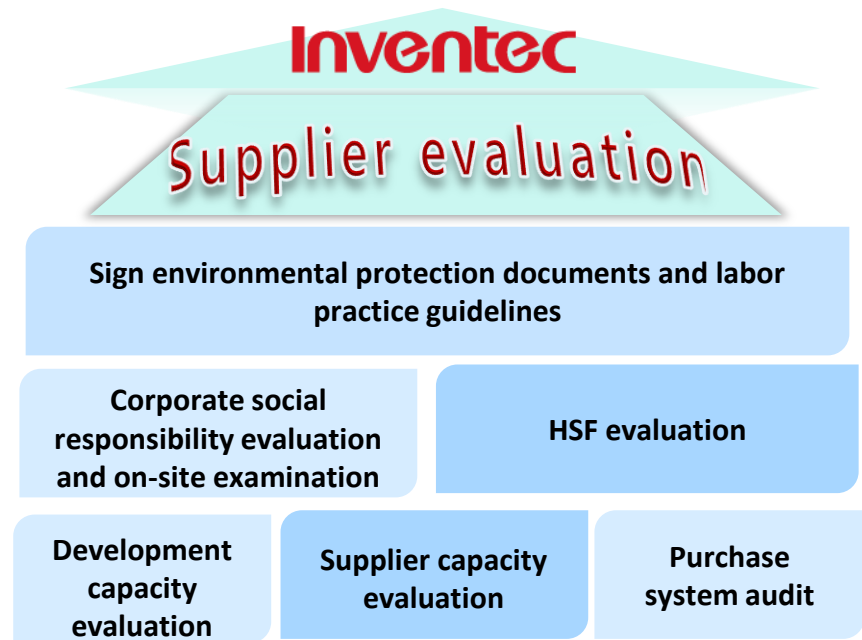 Inventec
Supplier evaluation
Sign environmental protection documents and labor
practice guidelines
Corporate social
responsibility evaluation
and on-site examination
HSF evaluation
Development
capacity
evaluation
Supplier capacity
evaluation
Purchase
system audit